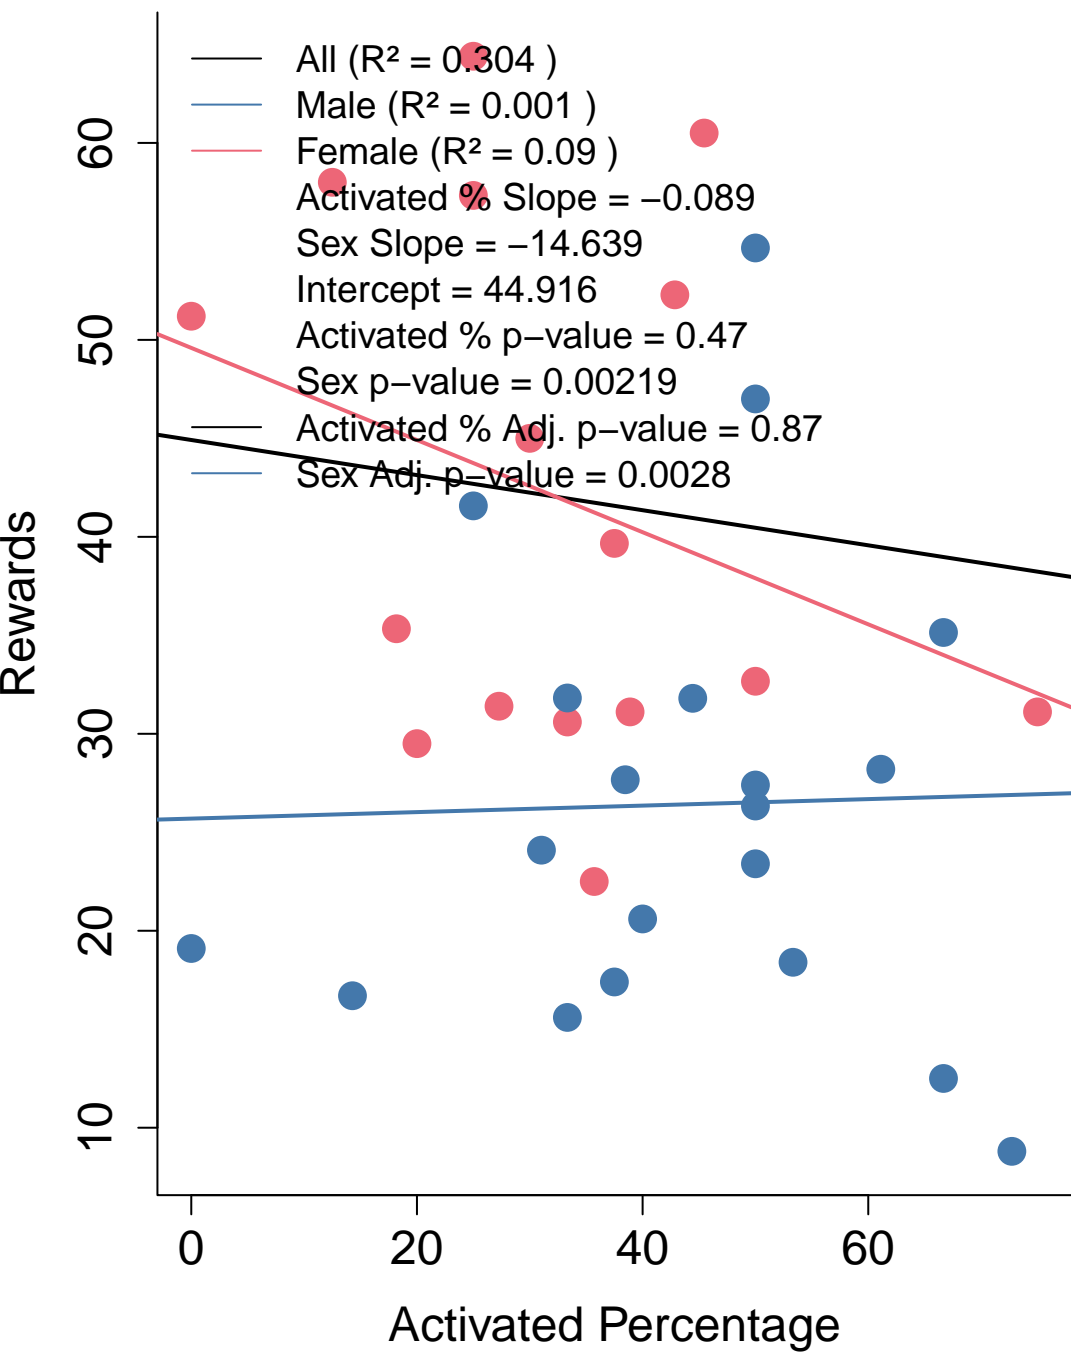 All (R² = 0.304 )
Male (R² = 0.001 )
Female (R² = 0.09 )
Activated % Slope = −0.089
Sex Slope = −14.639
Intercept = 44.916
Activated % p−value = 0.47
Sex p−value = 0.00219
Activated % Adj. p−value = 0.87
Sex Adj. p−value = 0.0028
Rewards
60
50
40
30
20
10
0 20 40 60
Activated Percentage